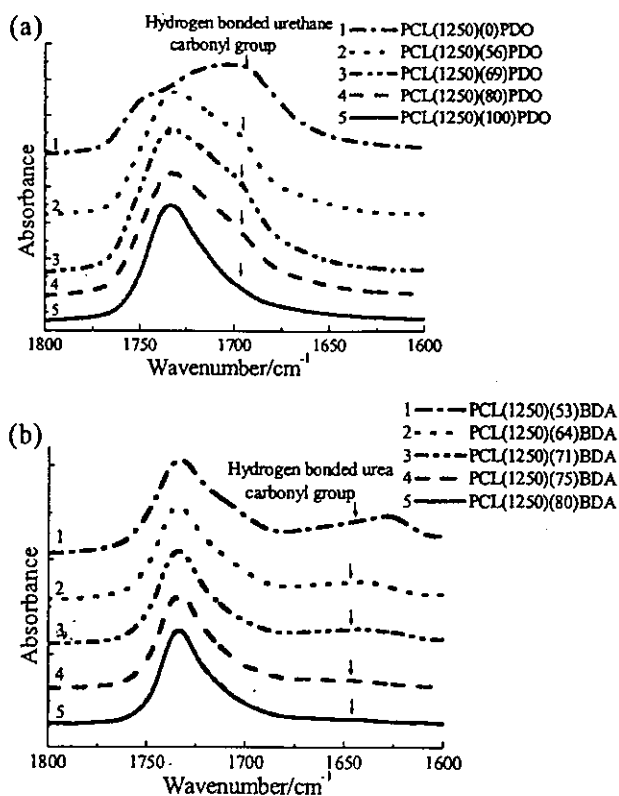 (a)
Hydrogen bonded urethane
carbonyl group
1 PCL(1250)(0)PDO
2 PCL(1250)(56)PDO
3 PCL(1250)(69)PDO
4 PCL(1250)(80)PDO
5 PCL(1250)(100)PDO
1
2
3
4
5
Absorbance
1800 1750 1700 1650 1600
Wavenumber/cm-1
(b)
Hydrogen bonded urea
carbonyl group
1 PCL(1250)(53)BDA
2 PCL(1250)(64)BDA
3 PCL(1250)(71)BDA
4 PCL(1250)(75)BDA
5 PCL(1250)(80)BDA
1
2
3
4
5
Absorbance
1800 1750 1700 1650 1600
Wavenumber/cm-1